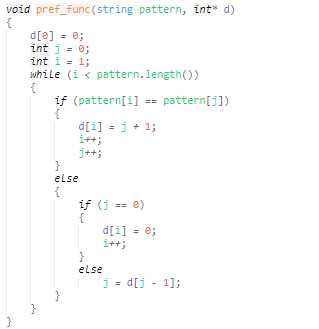 void pref_func(string pattern, int* d)
{
    d[0] = 0;
    int j = 0;
    int i = 1;
    while (i < pattern.length())
    {
        if (pattern[i] == pattern[j])
        {
            d[i] = j + 1;
            i++;
            j++;
        }
        else
        {
            if (j == 0)
            {
                d[i] = 0;
                i++;
            }
            else
                j = d[j - 1];
        }
    }
}